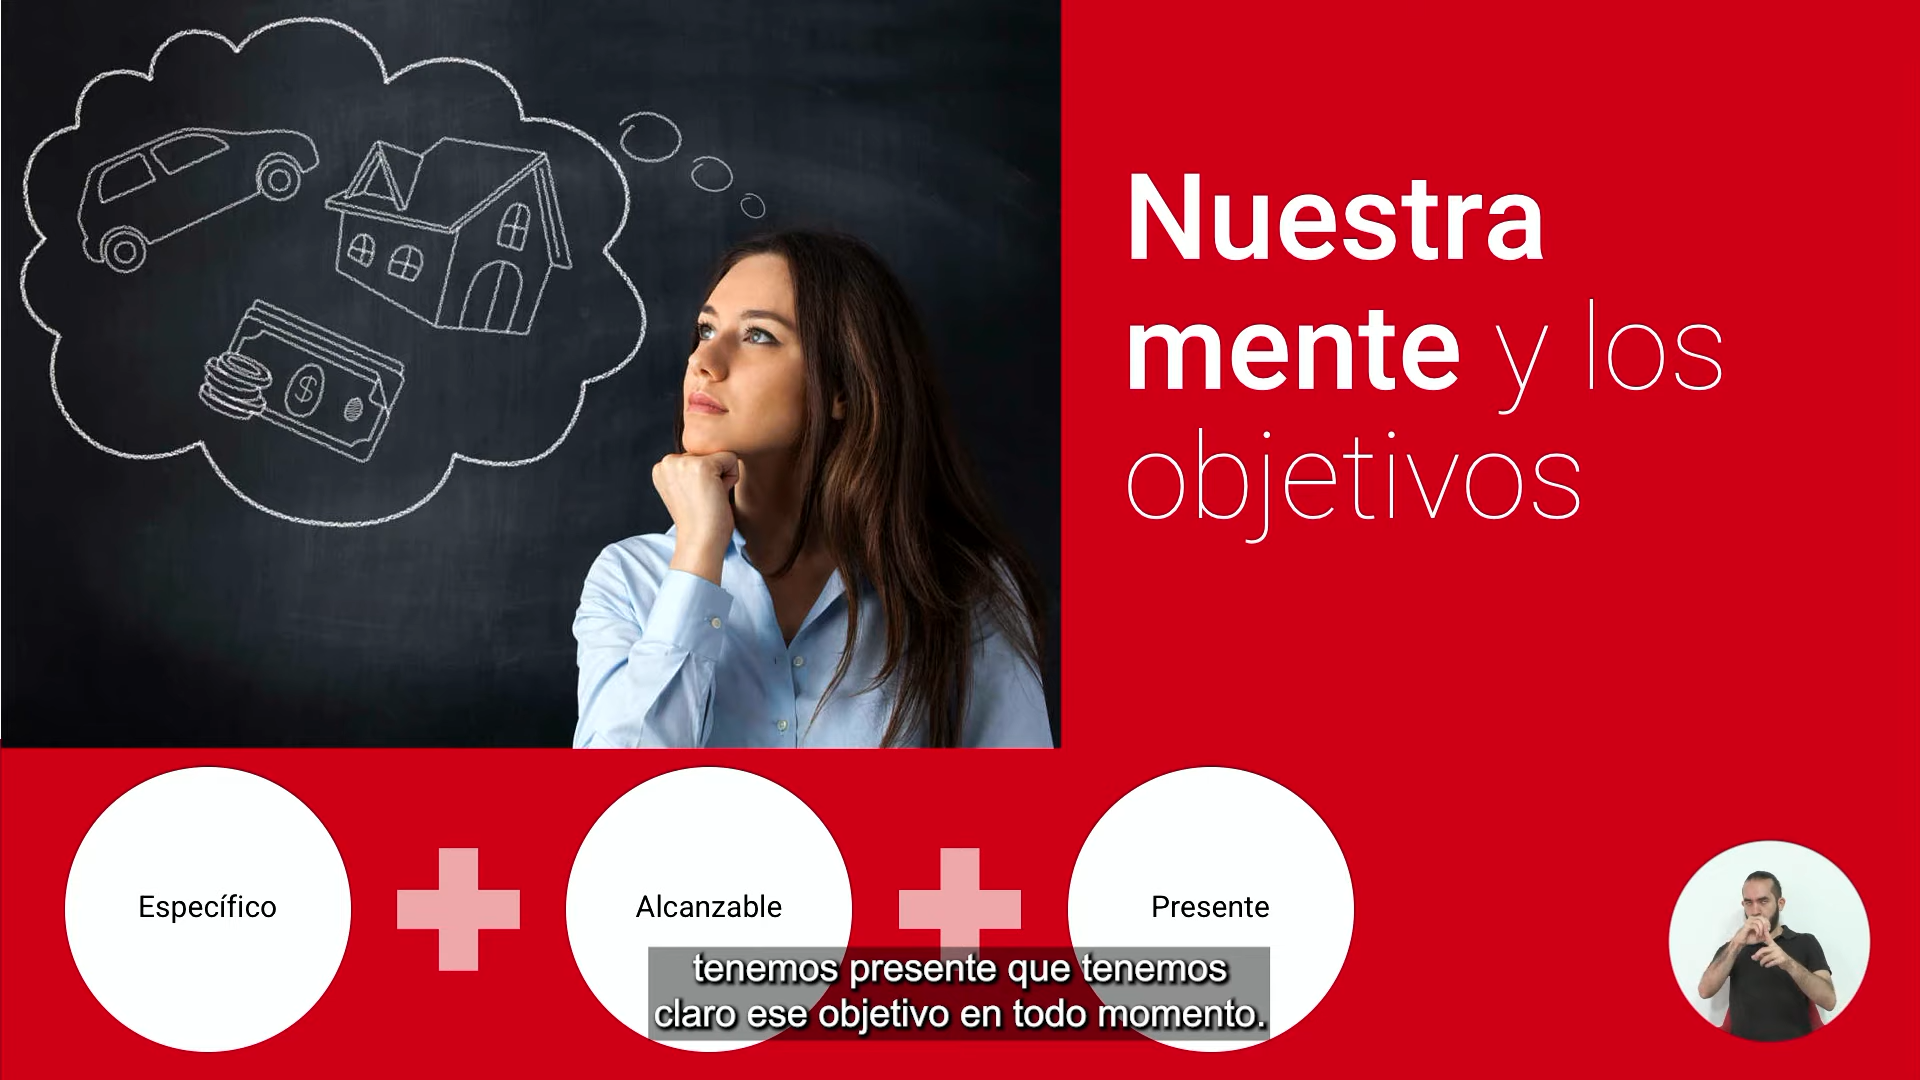 Nuestra
mente y los
objetivos
$
Específico
Alcanzable
Presente
tenemos presente que tenemos
claro ese objetivo en todo momento.